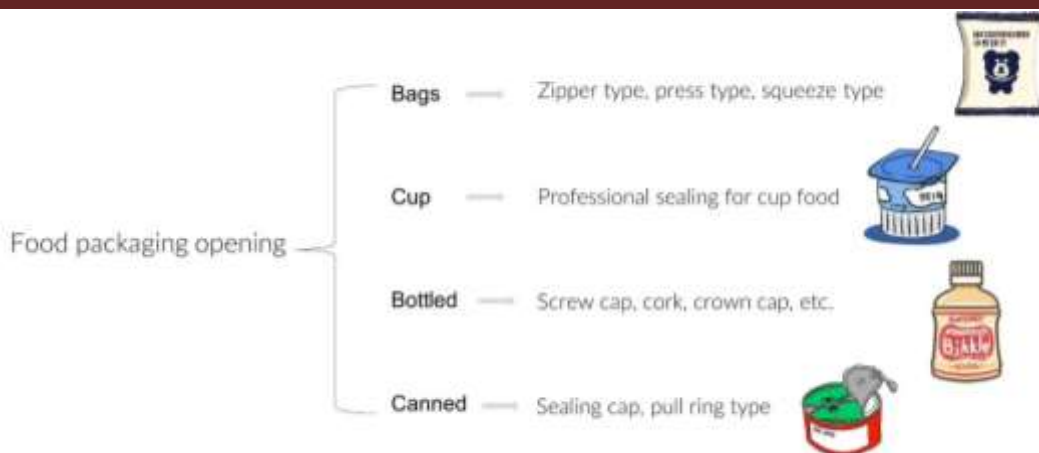 Bags
Zipper type, press type, squeeze type
Cup
Professional sealing for cup food
Food packaging opening
Bottled
Screw cap, cork, crown cap, etc.
Bikkle
Canned
Sealing cap, pull ring type